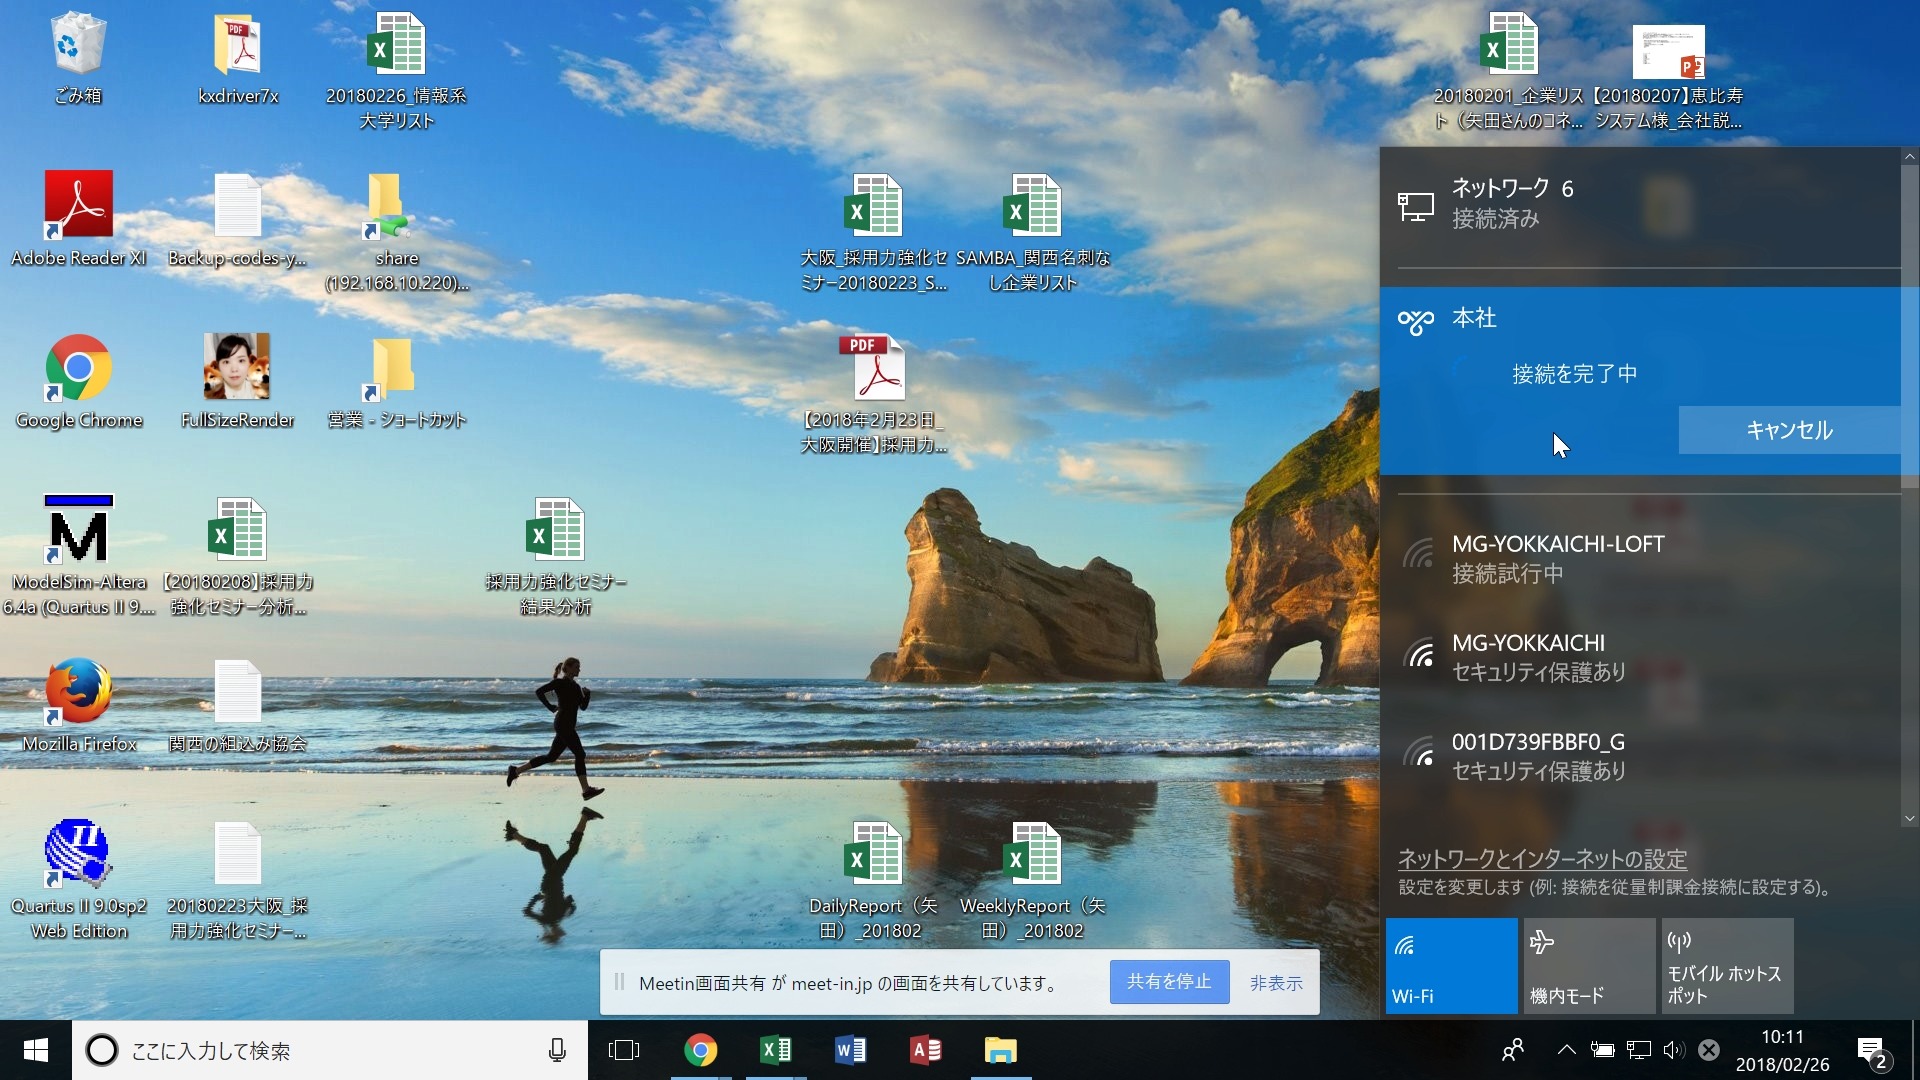 ごみ箱
kxdriver7x
20180226_情報系
大学リスト
20180201_企業リス
ト（矢田さんのコネ...
【20180207】恵比寿
システム様_会社説...
Adobe Reader XI
Backup-codes-y...
share
(192.168.10.220)...
大阪_採用力強化セ
ミナー20180223_S...
SAMBA_関西名刺な
し企業リスト
Google Chrome
FullSizeRender
営業 - ショートカット
PDF
【2018年2月23日_
大阪開催】採用力...
ModelSim-Altera
6.4a (Quartus II 9....
【20180208】採用力
強化セミナー分析...
採用力強化セミナー
結果分析
Mozilla Firefox
関西の組込み協会
Quartus II 9.0sp2
Web Edition
20180223大阪_採
用力強化セミナー...
DailyReport（矢
田）_201802
WeeklyReport（矢
田）_201802
ネットワーク 6
接続済み
本社
接続を完了中
キャンセル
MG-YOKKAICHI-LOFT
接続試行中
MG-YOKKAICHI
セキュリティ保護あり
001D739FBBF0_G
セキュリティ保護あり
ネットワークとインターネットの設定
設定を変更します (例: 接続を従量制課金接続に設定する)。
Wi-Fi
機内モード
モバイル ホットス
ポット
Meetin画面共有 が meet-in.jp の画面を共有しています。
共有を停止
非表示
ここに入力して検索
10:11
2018/02/26
2